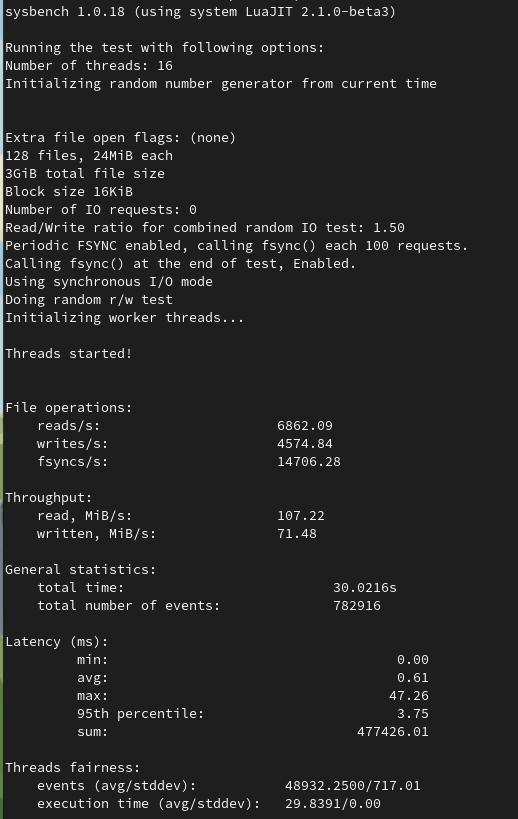 sysbench 1.0.18 (using system LuaJIT 2.1.0-beta3)
Running the test with following options:
Number of threads: 16
Initializing random number generator from current time
Extra file open flags: (none)
128 files, 24MiB each
3GiB total file size
Block size 16KiB
Number of IO requests: 0
Read/Write ratio for combined random IO test: 1.50
Periodic FSYNC enabled, calling fsync() each 100 requests.
Calling fsync() at the end of test, Enabled.
Using synchronous I/O mode
Doing random r/w test
Initializing worker threads...
Threads started!
File operations:
reads/s: 6862.09
writes/s: 4574.84
fsyncs/s: 14706.28
Throughput:
read, MiB/s: 107.22
written, MiB/s: 71.48
General statistics:
total time: 30.0216s
total number of events: 782916
Latency (ms):
min: 0.00
avg: 0.61
max: 47.26
95th percentile: 3.75
sum: 477426.01
Threads fairness:
events (avg/stddev): 48932.2500/717.01
execution time (avg/stddev): 29.8391/0.00